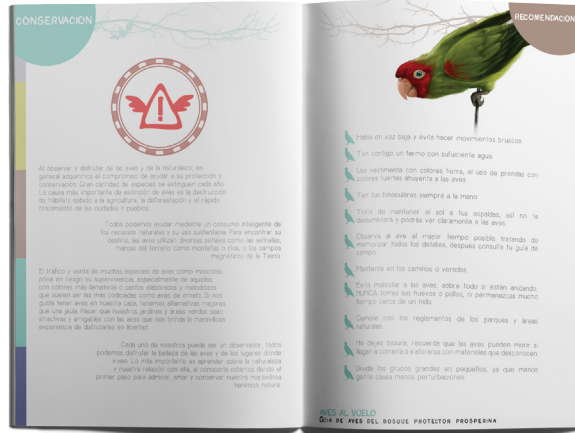 CONSERVACION
Al observar y disfrutar de las aves y de la naturaleza, en
general adquirimos el compromiso de ayudar a su protección y
conservación. Gran cantidad de especies se extinguen cada año.
La causa más importante de extinción de aves es la destrucción
de hábitats debido a la agricultura, la deforestación y el rápido
crecimiento de las ciudades y pueblos.
Todos podemos ayudar mediante un consumo inteligente de
los recursos naturales y su uso sustentable. Para encontrar su
destino, las aves utilizan diversas señales como las estrellas,
marcas del terreno como montañas o ríos, o los campos
magnéticos de la Tierra.
El tráfico y venta de muchas especies de aves como mascotas
pone en riesgo su supervivencia, especialmente de aquellas
con colores más llamativos o cantos elaborados y melodiosos
que suelen ser las más codiciadas como aves de ornato. Si nos
gusta tener aves en nuestra casa, tenemos alternativas mejores
que una jaula. Hacer que nuestros jardines y áreas verdes sean
atractivas y amigables con las aves que nos brinda la maravillosa
experiencia de disfrutarlas en libertad.
Cada uno de nosotros puede ser un observador, todos
podemos disfrutar la belleza de las aves y de los lugares donde
viven. Lo más importante es aprender sobre la naturaleza
y nuestra relación con ella, al conocerla estamos dando el
primer paso para admirar, amar y conservar nuestra maravillosa
herencia natural.
RECOMENDACION
Habla en voz baja y evita hacer movimientos bruscos.
Ten contigo un termo con suficiente agua
Usa vestimenta con colores tierra, el uso de prendas con
colores fuertes ahuyenta a las aves.
Ten tus binoculares siempre a la mano
Trata de mantener el sol a tus espaldas, así no te
deslumbrará y podrás ver claramente a las aves
Observa al ave el mayor tiempo posible tratando de
memorizar todos los detalles, después consulta tu guía de
campo
Mantente en los caminos o veredas
Evita molestar a las aves, sobre todo si están anidando,
NUNCA tomes sus huevos o pollos, ni permanezcas mucho
tiempo cerca de un nido.
Cumple con los reglamentos de los parques y áreas
naturales
No dejes basura, recuerda que las aves pueden morir si
llegan a comerla o a atorarse con materiales que desconocen.
Divide los grupos grandes en pequeños, ya que menos
gente causa menos perturbaciones.
AVES AL VUELO
GUIA DE AVES DEL BOSQUE PROTECTOR PROSPERINA